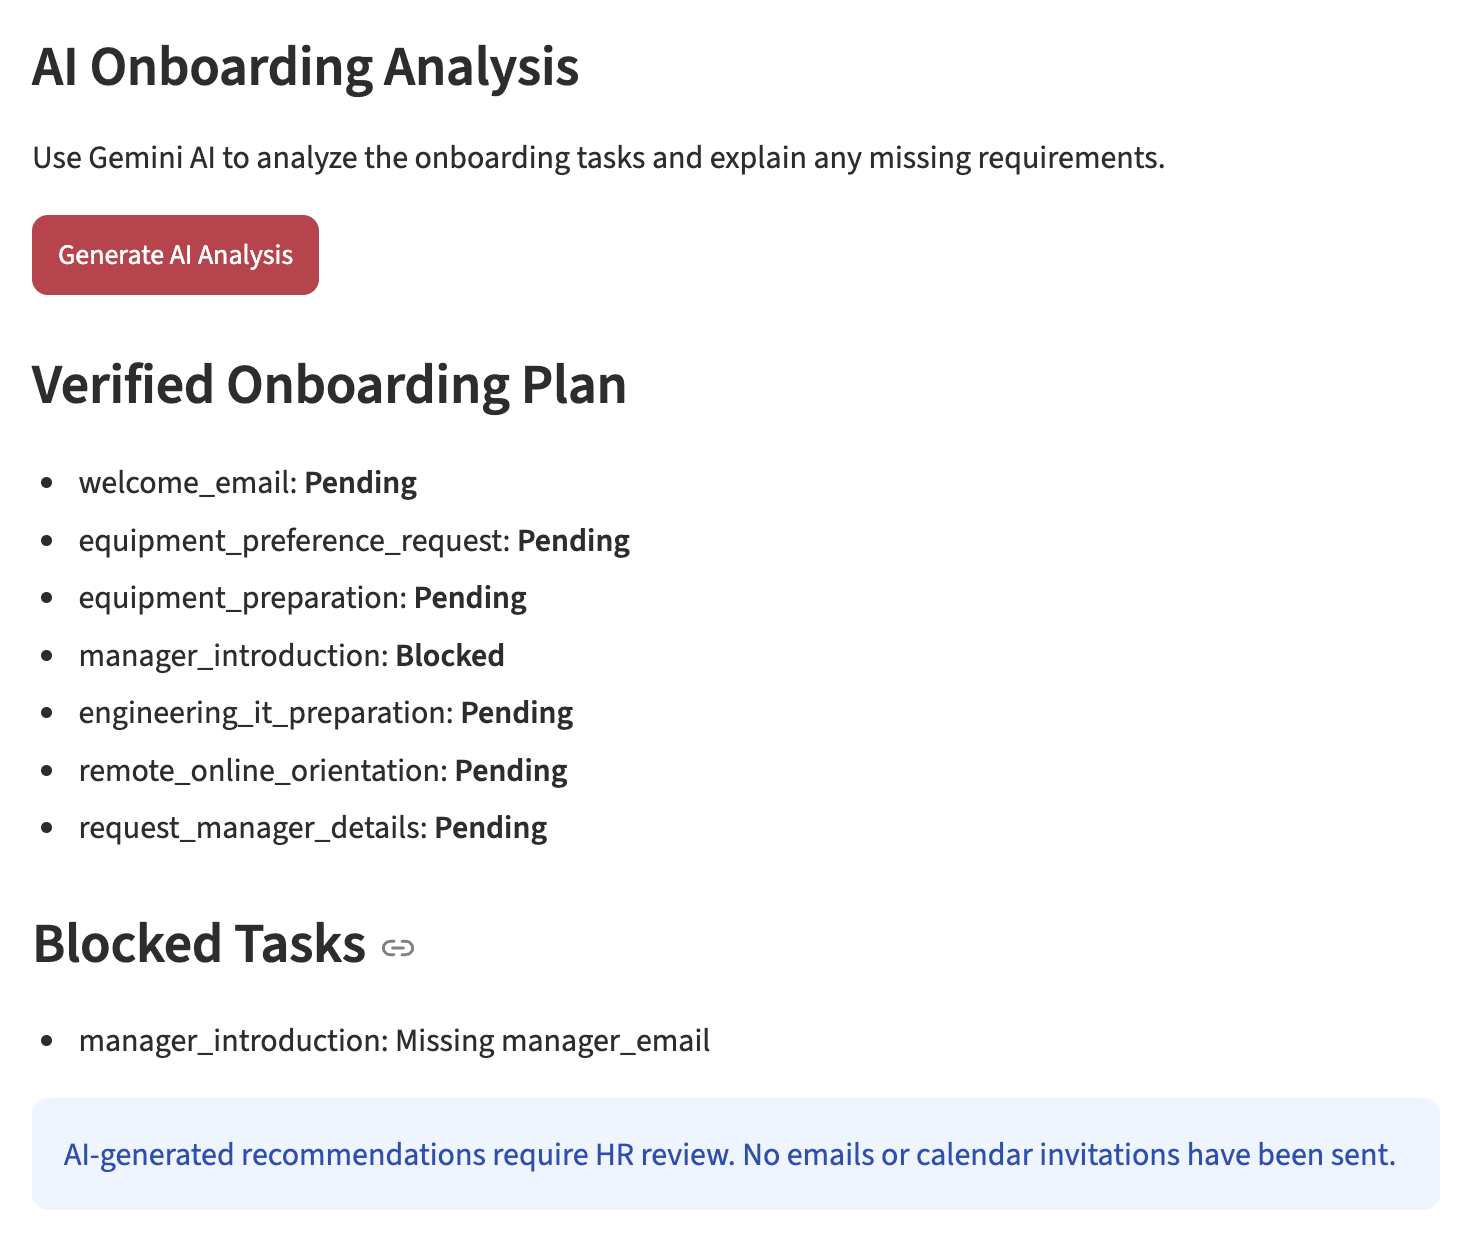 AI Onboarding Analysis
Use Gemini AI to analyze the onboarding tasks and explain any missing requirements.
Generate AI Analysis
Verified Onboarding Plan
• welcome_email: Pending
• equipment_preference_request: Pending
• equipment_preparation: Pending
• manager_introduction: Blocked
• engineering_it_preparation: Pending
• remote_online_orientation: Pending
• request_manager_details: Pending
Blocked Tasks
• manager_introduction: Missing manager_email
AI-generated recommendations require HR review. No emails or calendar invitations have been sent.